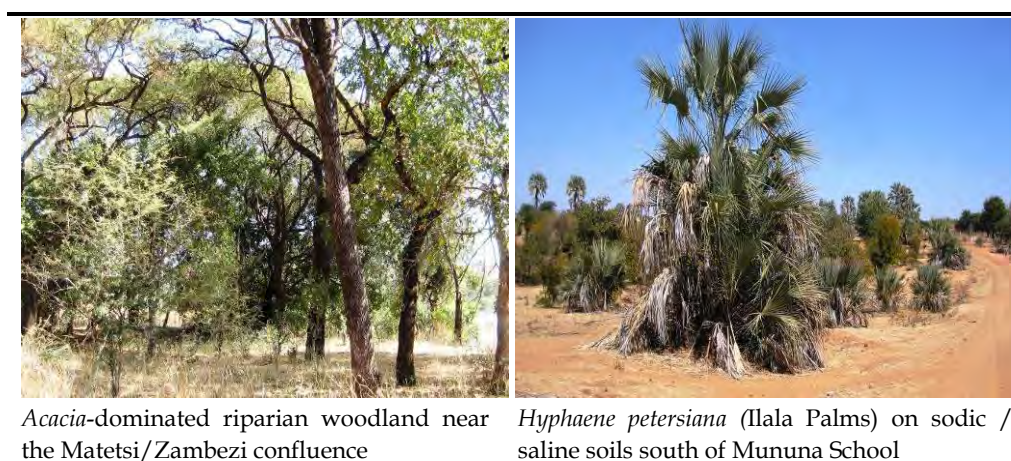 Acacia-dominated riparian woodland near
the Matetsi/Zambezi confluence
Hyphaene petersiana (Ilala Palms) on sodic /
saline soils south of Mununa School